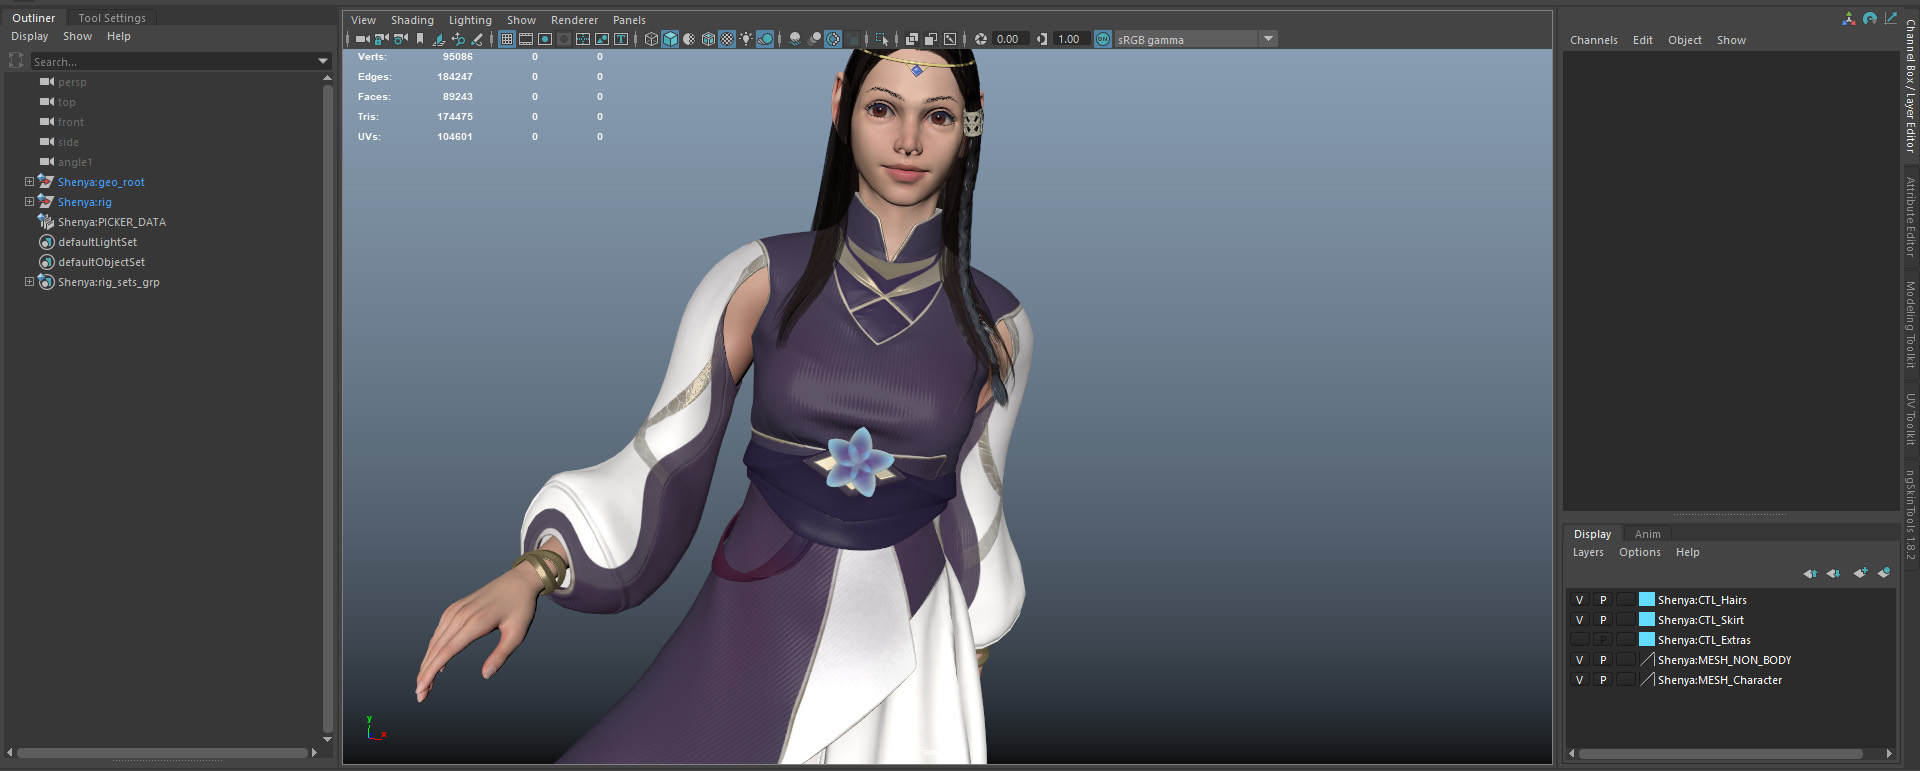 Outliner
Tool Settings
Display Show Help
Search...
persp
top
front
side
angle1
Shenya:geo_root
Shenya:rig
Shenya:PICKER_DATA
defaultLightSet
defaultObjectSet
Shenya:rig_sets_grp
View Shading Lighting Show Renderer Panels
0.00
1.00
ON
sRGB gamma
Verts: 95086 0 0
Edges: 184247 0 0
Faces: 89243 0 0
Tris: 174475 0 0
UVs: 104601 0 0
y
x
Channels Edit Object Show
Display
Anim
Layers Options Help
V P Shenya:CTL_Hairs
V P Shenya:CTL_Skirt
P Shenya:CTL_Extras
V P Shenya:MESH_NON_BODY
V P Shenya:MESH_Character
Channel Box / Layer Editor
Attribute Editor
Modeling Toolkit
UV Toolkit
ngSkinTools 1.8.2